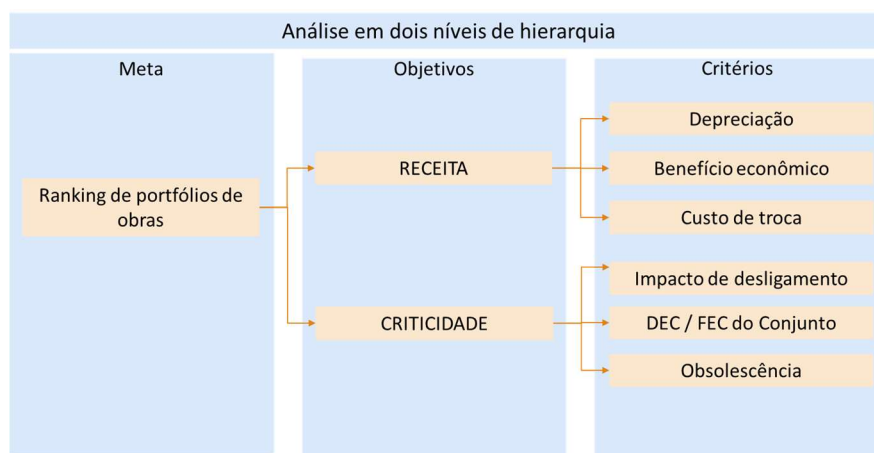 Análise em dois níveis de hierarquia
Meta
Objetivos
Critérios
Ranking de portfólios de
obras
RECEITA
CRITICIDADE
Depreciação
Benefício econômico
Custo de troca
Impacto de desligamento
DEC / FEC do Conjunto
Obsolescência